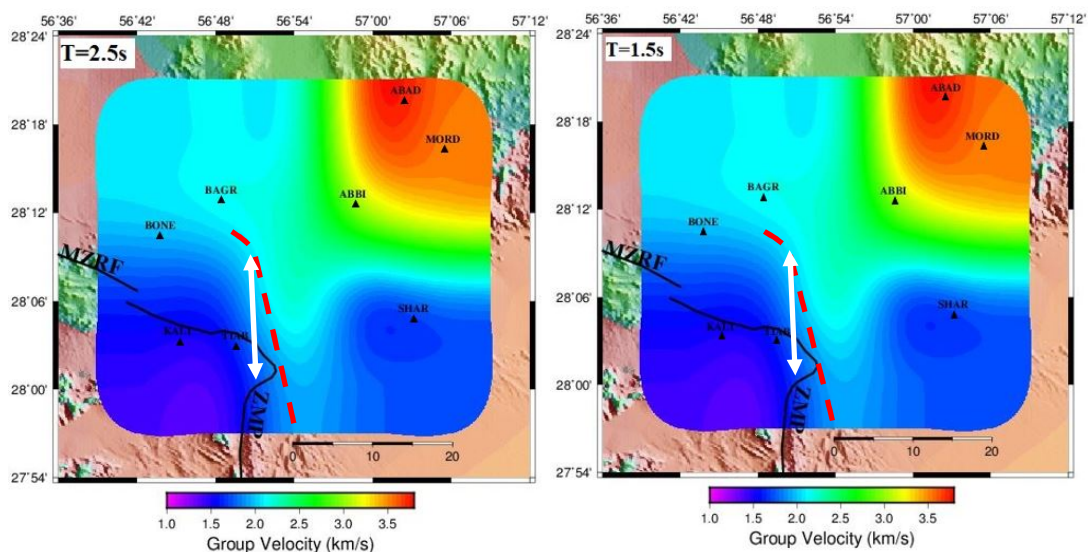 56˚36' 56˚42' 56˚48' 56˚54' 57˚00' 57˚06' 57˚12'
28˚24'
28˚18'
28˚12'
28˚06'
28˚00'
27˚54'
T=2.5s
ABAD
MORD
BAGR
ABBI
BONE
MZRF
SHAR
KALI
TIAB
ZMP
0 10 20
1.0 1.5 2.0 2.5 3.0 3.5
Group Velocity (km/s)
56˚36' 56˚42' 56˚48' 56˚54' 57˚00' 57˚06' 57˚12'
28˚24'
28˚18'
28˚12'
28˚06'
28˚00'
27˚54'
T=1.5s
ABAD
MORD
BAGR
ABBI
BONE
MZRF
SHAR
KALI
TIAB
ZMP
0 10 20
1.0 1.5 2.0 2.5 3.0 3.5
Group Velocity (km/s)